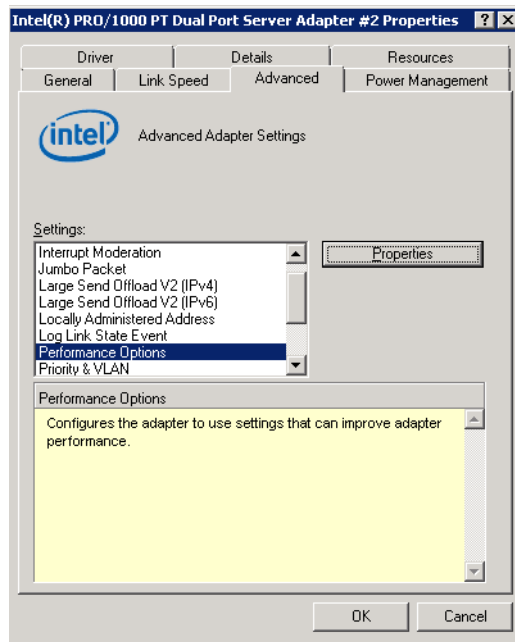 Intel(R) PRO/1000 PT Dual Port Server Adapter #2 Properties
Driver Details Resources
General Link Speed Advanced Power Management
intel
Advanced Adapter Settings
Settings:
Interrupt Moderation
Jumbo Packet
Large Send Offload V2 (IPv4)
Large Send Offload V2 (IPv6)
Locally Administered Address
Log Link State Event
Performance Options
Priority & VLAN
Properties
Performance Options
Configures the adapter to use settings that can improve adapter
performance.
OK Cancel